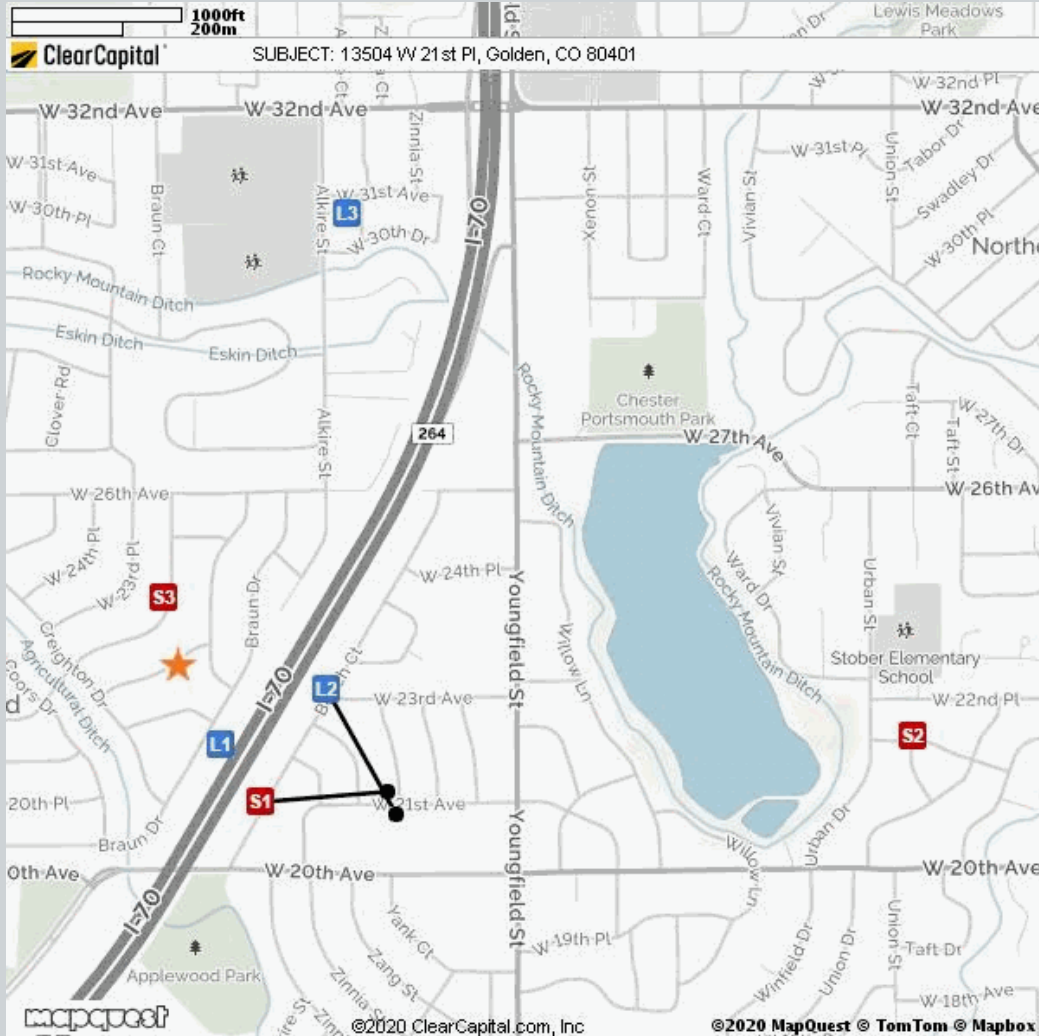 1000ft
200m
ClearCapital
SUBJECT: 13504 W 21st Pl, Golden, CO 80401
Lewis Meadows
Park
W 32nd Pl
W 32nd Ave
W 32nd Ave
W 32nd Ave
Zinnia St
W 31st Ave
W 31st Pl
Tabor Dr
Union St
Swadley Dr
W 30th Pl
Braun Ct
Alkire St
W 31st Ave
L3
W 30th Dr
I-70
Xenon St
Ward Ct
Vivian St
W 30th Pl
Northe
Rocky Mountain Ditch
Eskin Ditch
Eskin Ditch
Clover Rd
Alkire St
264
Rocky Mountain Ditch
Chester
Portsmouth Park
W 27th Ave
Taft Ct
Taft St
W 27th Dr
W 26th Ave
W 26th Av
W 24th Pl
W 23rd Pl
S3
Braun Dr
W 24th Pl
Youngfield St
Willow Ln
Vivian St
Ward Dr
Rocky Mountain Ditch
Urban St
Stober Elementary
School
Creighton Dr
Coors Dr
Agricultural Ditch
d
I-70
L2
W 23rd Ave
W 22nd Pl
S2
L1
S1
W 21st Ave
20th Pl
Braun Dr
Youngfield St
Urban Dr
Willow Ln
0th Ave
W 20th Ave
W 20th Ave
I-70
Applewood Park
Yank Ct
Zang St
Zinnia St
W 19th Pl
Winfield Dr
Union Dr
Union St
Taft Dr
W 18th Ave
mapquest
©2020 ClearCapital.com, Inc
©2020 MapQuest © TomTom © Mapbox